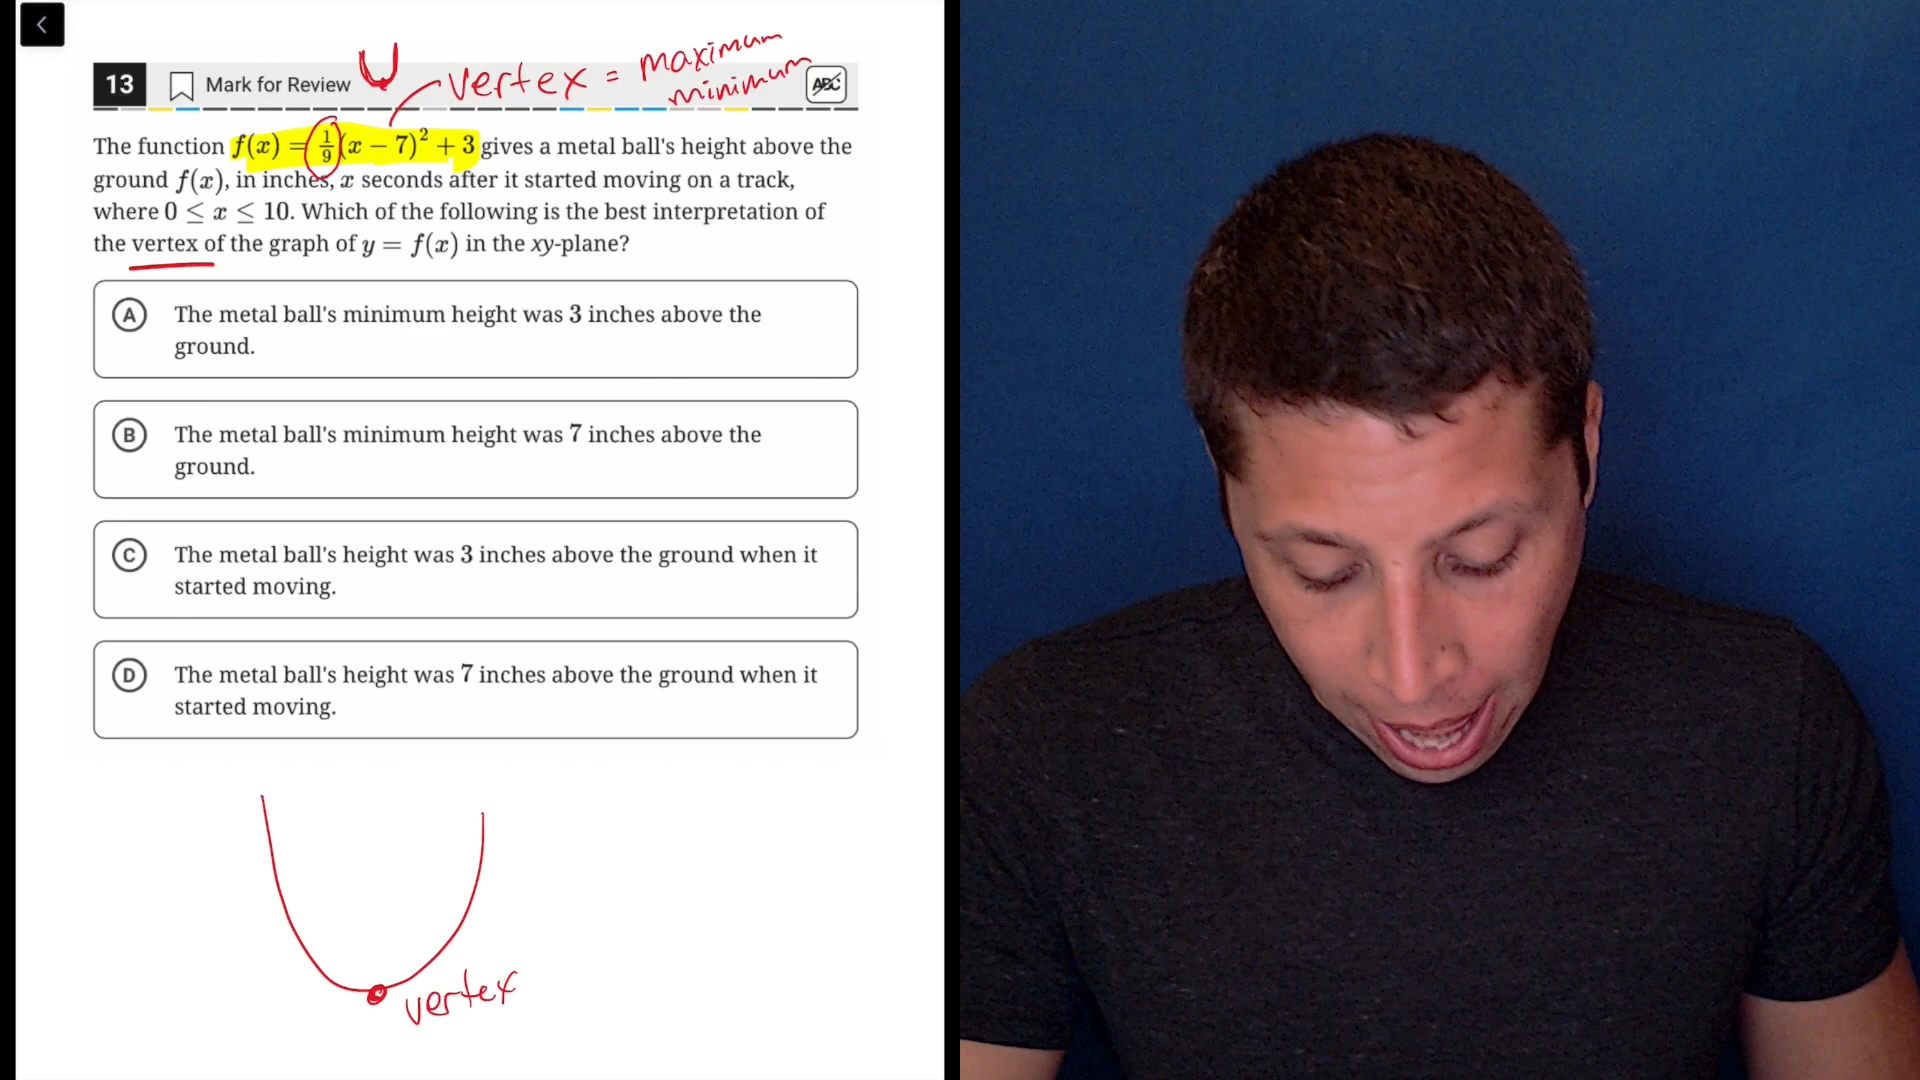 vertex = maximum
minimum
13 Mark for Review ABC
The function f(x) = 1/9(x − 7)² + 3 gives a metal ball's height above the
ground f(x), in inches, x seconds after it started moving on a track,
where 0 ≤ x ≤ 10. Which of the following is the best interpretation of
the vertex of the graph of y = f(x) in the xy-plane?
A The metal ball's minimum height was 3 inches above the
ground.
B The metal ball's minimum height was 7 inches above the
ground.
C The metal ball's height was 3 inches above the ground when it
started moving.
D The metal ball's height was 7 inches above the ground when it
started moving.
vertex